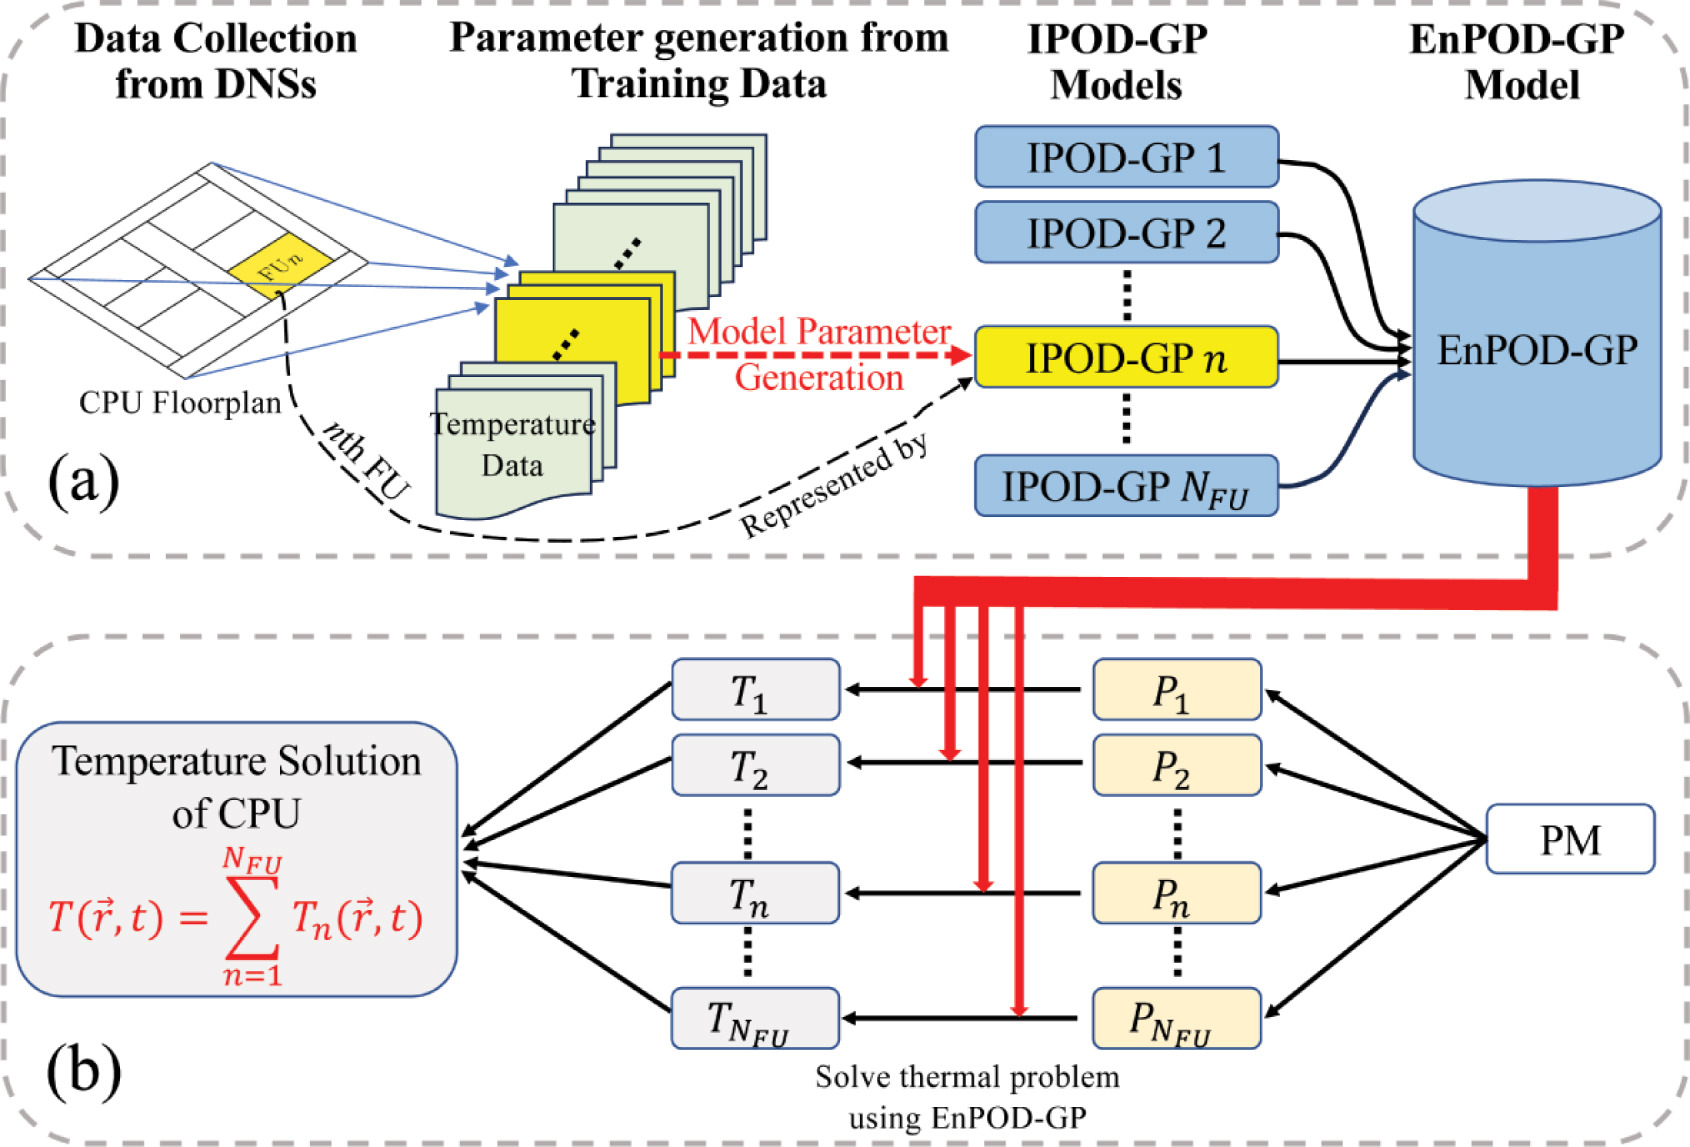 Data Collection
from DNSs
Parameter generation from
Training Data
IPOD-GP
Models
EnPOD-GP
Model
FUn
CPU Floorplan
nth FU
Temperature
Data
Model Parameter
Generation
Represented by
IPOD-GP 1
IPOD-GP 2
IPOD-GP n
IPOD-GP N_{FU}
EnPOD-GP
(a)
Temperature Solution
of CPU
T(\vec{r}, t) = \sum_{n=1}^{N_{FU}} T_n(\vec{r}, t)
T_1
T_2
T_n
T_{N_{FU}}
P_1
P_2
P_n
P_{N_{FU}}
PM
Solve thermal problem
using EnPOD-GP
(b)